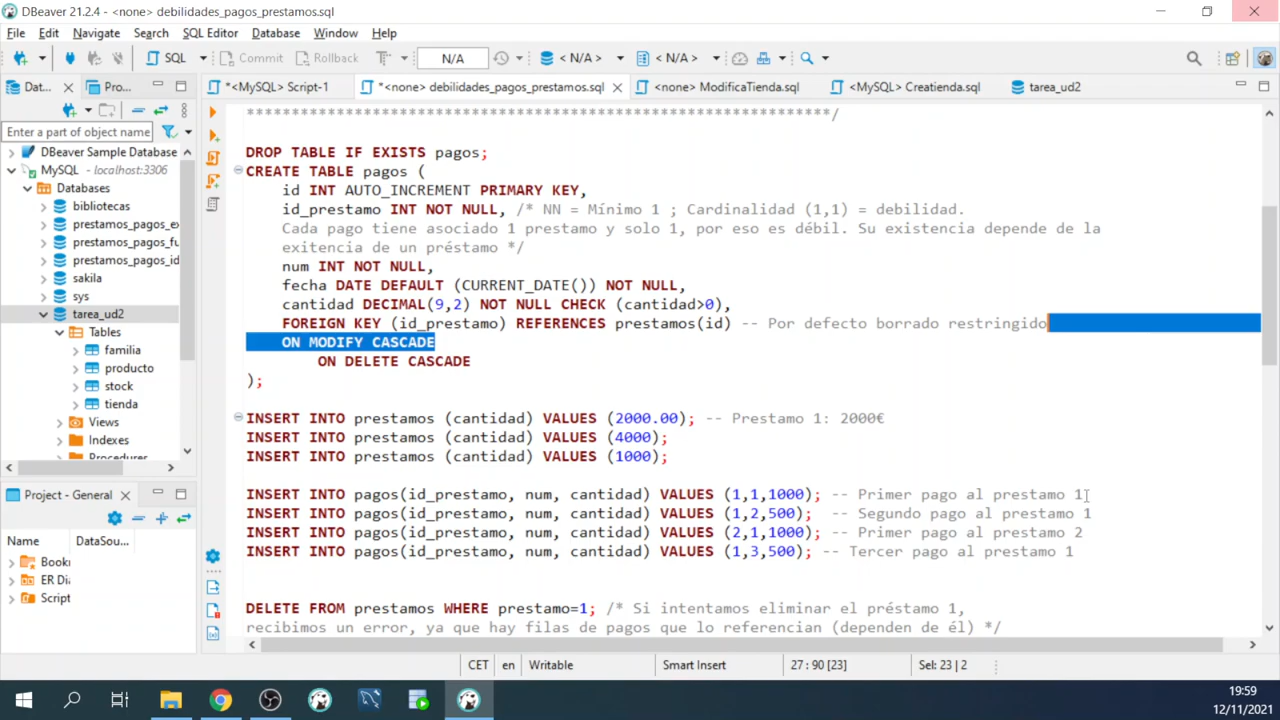 DBeaver 21.2.4 - <none> debilidades_pagos_prestamos.sql
File Edit Navigate Search SQL Editor Database Window Help
SQL Commit Rollback N/A < N/A > < N/A >
Dat... Pro... *<MySQL> Script-1 *<none> debilidades_pagos_prestamos.sql <none> ModificaTienda.sql <MySQL> Creatienda.sql tarea_ud2
Enter a part of object name
DBeaver Sample Database
MySQL - localhost:3306
Databases
bibliotecas
prestamos_pagos_ex
prestamos_pagos_fu
prestamos_pagos_id
sakila
sys
tarea_ud2
Tables
familia
producto
stock
tienda
Views
Indexes
Procedures
Project - General
Name DataSou...
Bookı
ER Diɑ
Script
*****************************************************************/
DROP TABLE IF EXISTS pagos;
CREATE TABLE pagos (
id INT AUTO_INCREMENT PRIMARY KEY,
id_prestamo INT NOT NULL, /* NN = Mínimo 1 ; Cardinalidad (1,1) = debilidad.
Cada pago tiene asociado 1 prestamo y solo 1, por eso es débil. Su existencia depende de la
exitencia de un préstamo */
num INT NOT NULL,
fecha DATE DEFAULT (CURRENT_DATE()) NOT NULL,
cantidad DECIMAL(9,2) NOT NULL CHECK (cantidad>0),
FOREIGN KEY (id_prestamo) REFERENCES prestamos(id) -- Por defecto borrado restringido
ON MODIFY CASCADE
ON DELETE CASCADE
);
INSERT INTO prestamos (cantidad) VALUES (2000.00); -- Prestamo 1: 2000€
INSERT INTO prestamos (cantidad) VALUES (4000);
INSERT INTO prestamos (cantidad) VALUES (1000);
INSERT INTO pagos(id_prestamo, num, cantidad) VALUES (1,1,1000); -- Primer pago al prestamo 1
INSERT INTO pagos(id_prestamo, num, cantidad) VALUES (1,2,500); -- Segundo pago al prestamo 1
INSERT INTO pagos(id_prestamo, num, cantidad) VALUES (2,1,1000); -- Primer pago al prestamo 2
INSERT INTO pagos(id_prestamo, num, cantidad) VALUES (1,3,500); -- Tercer pago al prestamo 1
DELETE FROM prestamos WHERE prestamo=1; /* Si intentamos eliminar el préstamo 1,
recibimos un error, ya que hay filas de pagos que lo referencian (dependen de él) */
CET en Writable Smart Insert 27 : 90 [23] Sel: 23 | 2
19:59
12/11/2021